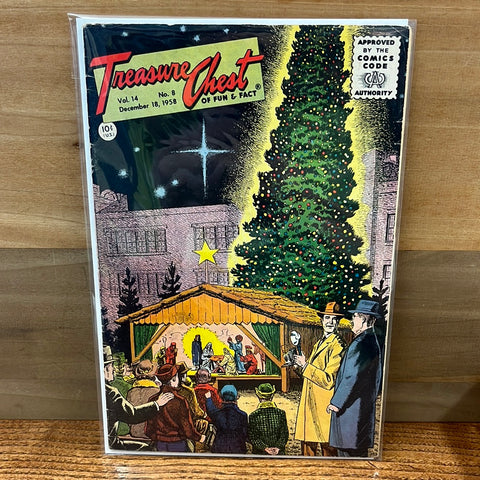 Treasure Chest
OF FUN & FACT®
Vol. 14 No. 8
December 18, 1958
10¢
APPROVED
BY THE
COMICS
CODE
CA
AUTHORITY